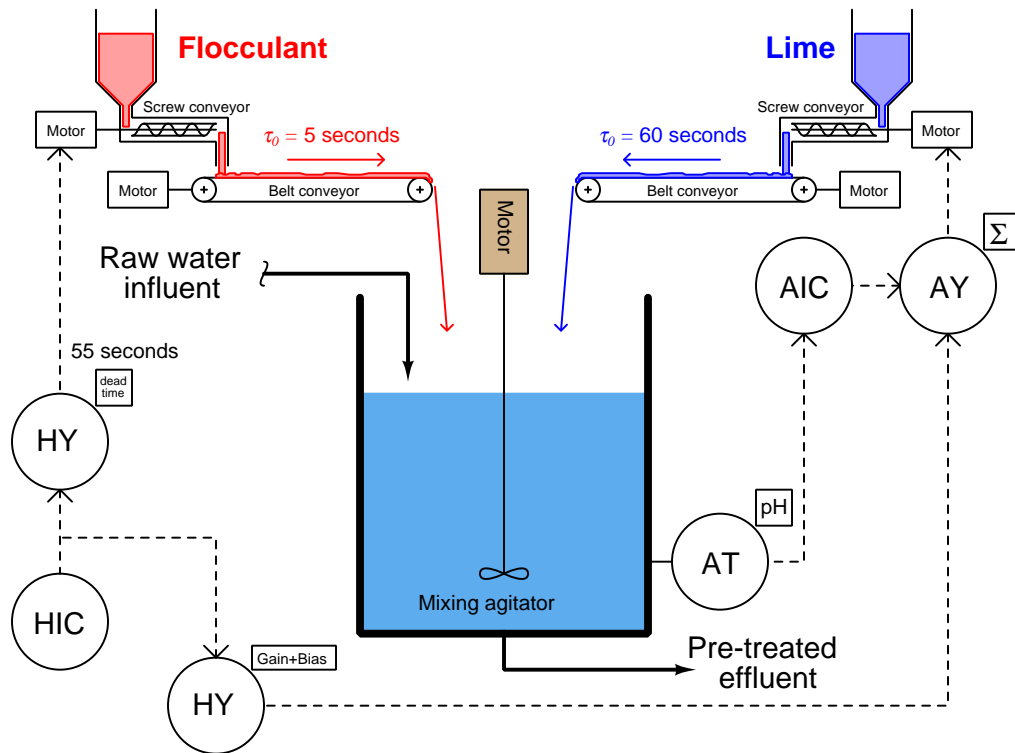 Flocculant
Lime
Screw conveyor
Screw conveyor
Motor
τ0 = 5 seconds
τ0 = 60 seconds
Motor
Motor
+
+
Belt conveyor
+
+
Belt conveyor
Motor
Motor
Σ
Raw water
influent
AIC
AY
55 seconds
dead
time
HY
pH
AT
HIC
Mixing agitator
Gain+Bias
HY
Pre-treated
effluent